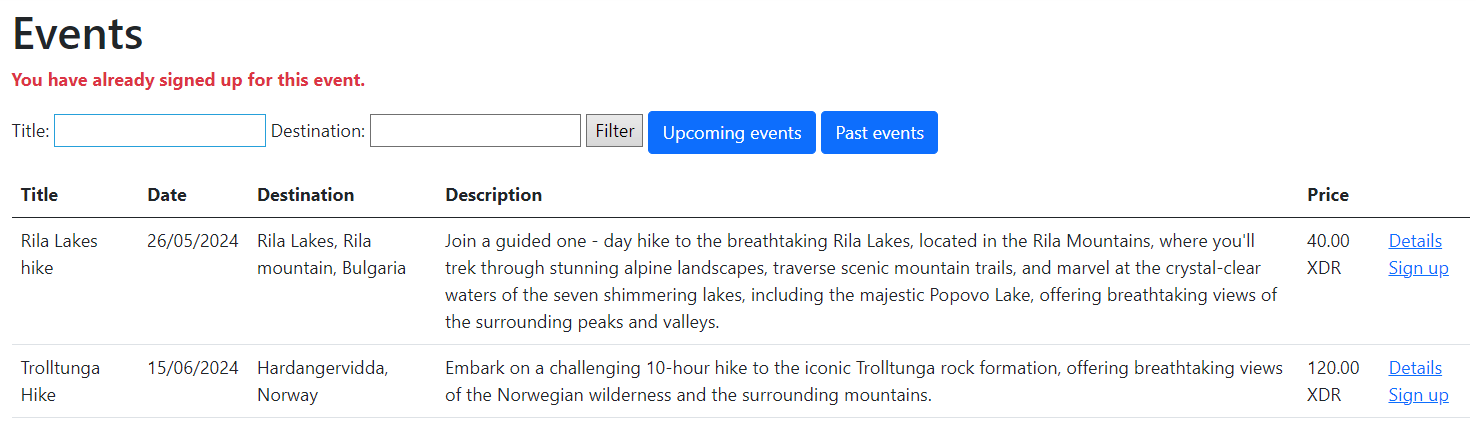 Events
You have already signed up for this event.
Title: Destination: Filter Upcoming events Past events
Title Date Destination Description Price
Rila Lakes 26/05/2024 Rila Lakes, Rila Join a guided one - day hike to the breathtaking Rila Lakes, located in the Rila Mountains, where you'll 40.00 Details
hike mountain, Bulgaria trek through stunning alpine landscapes, traverse scenic mountain trails, and marvel at the crystal-clear XDR Sign up
waters of the seven shimmering lakes, including the majestic Popovo Lake, offering breathtaking views of
the surrounding peaks and valleys.
Trolltunga 15/06/2024 Hardangervidda, Embark on a challenging 10-hour hike to the iconic Trolltunga rock formation, offering breathtaking views 120.00 Details
Hike Norway of the Norwegian wilderness and the surrounding mountains. XDR Sign up